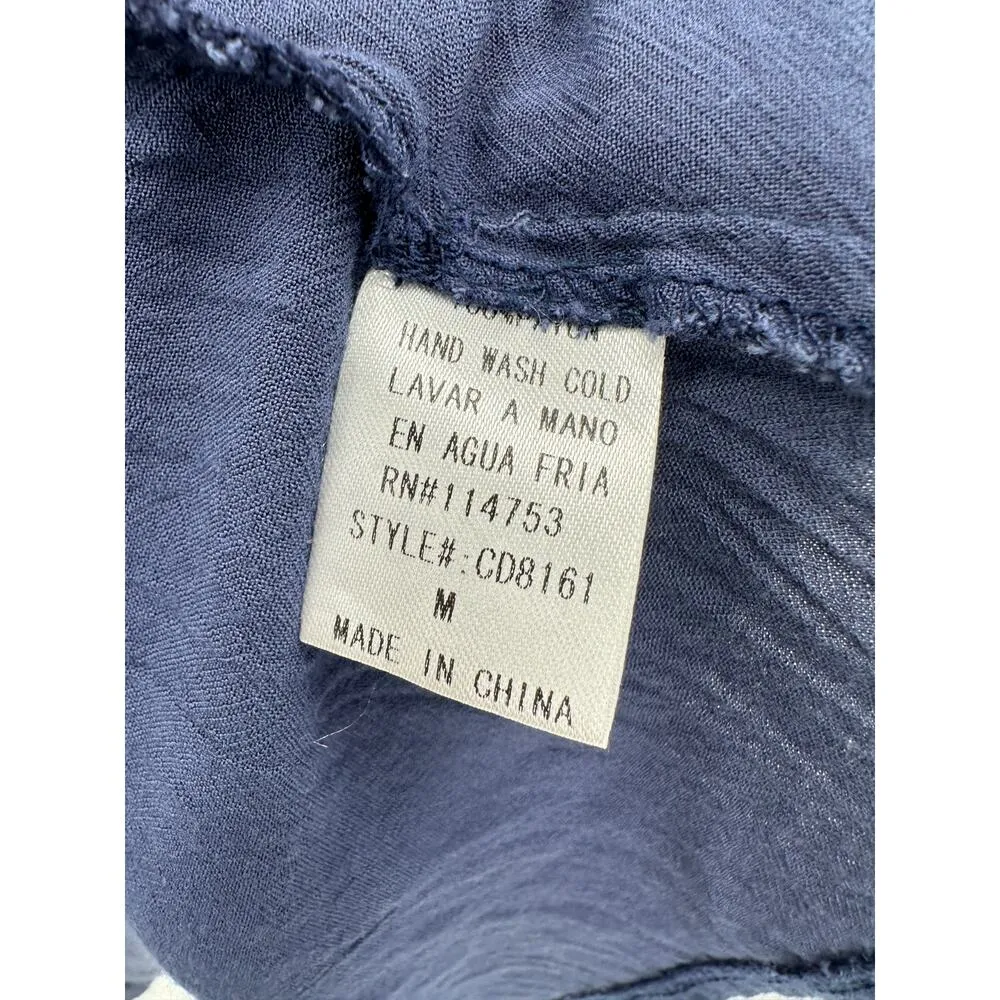 HAND WASH COLD
LAVAR A MANO
EN AGUA FRIA
RN#114753
STYLE#:CD8161
M
MADE IN CHINA